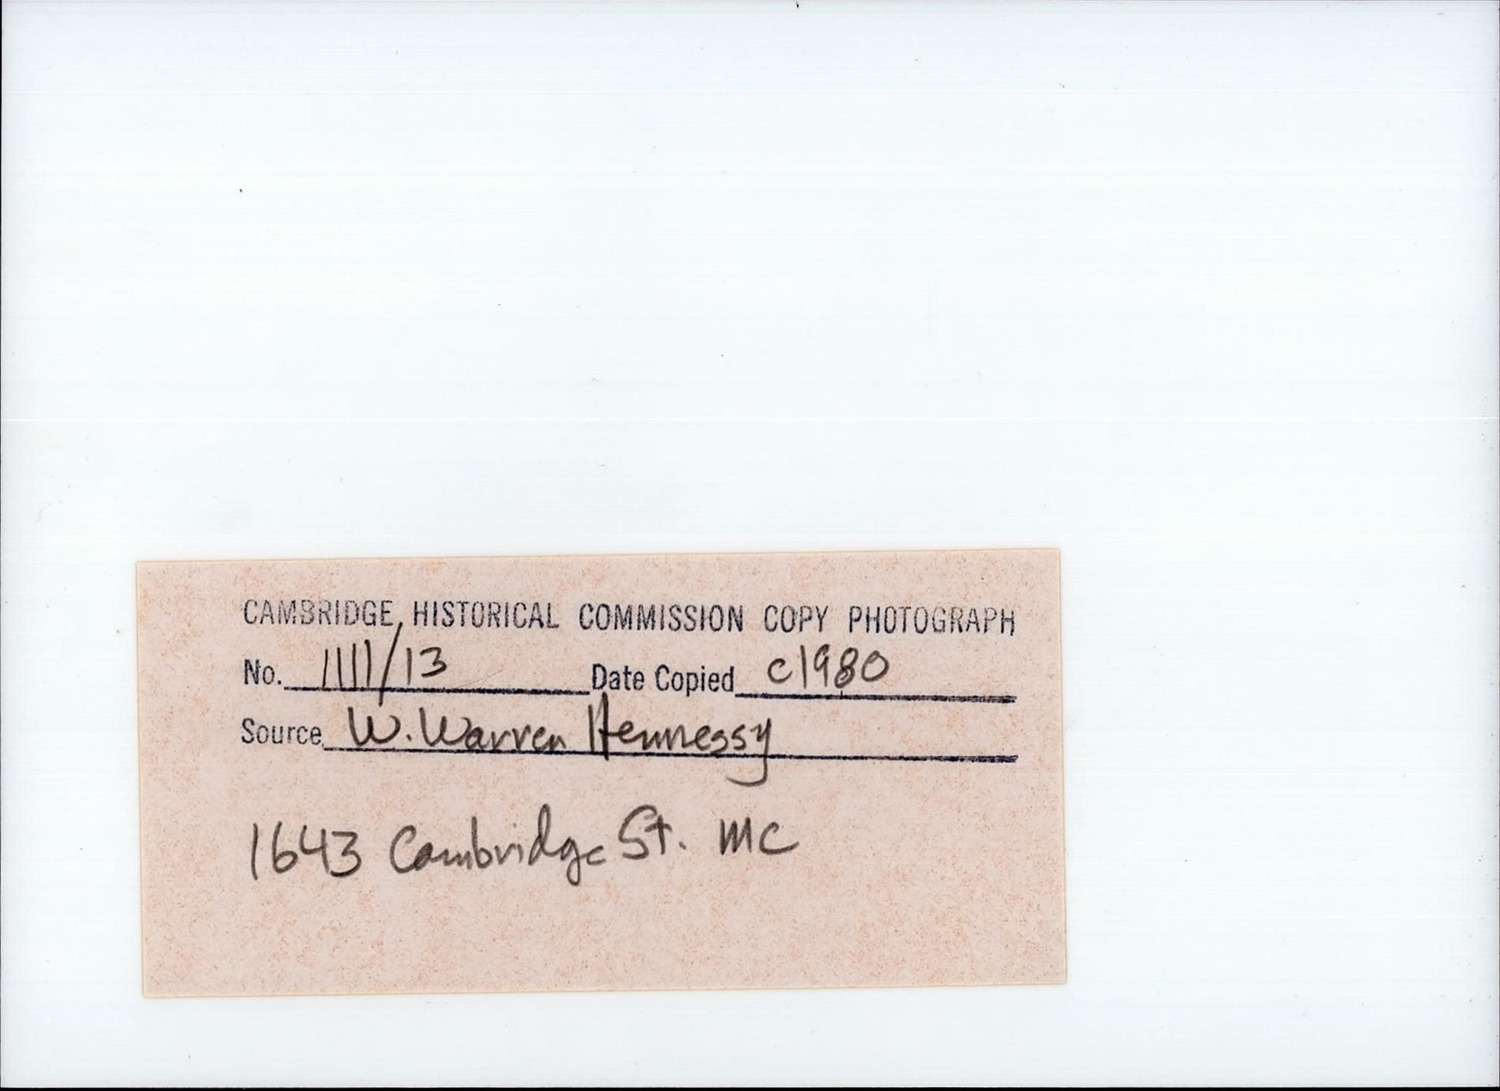 CAMBRIDGE HISTORICAL COMMISSION COPY PHOTOGRAPH
No. 1111/13 Date Copied c1980
Source W. Warren Hennessy
1643 Cambridge St. MC